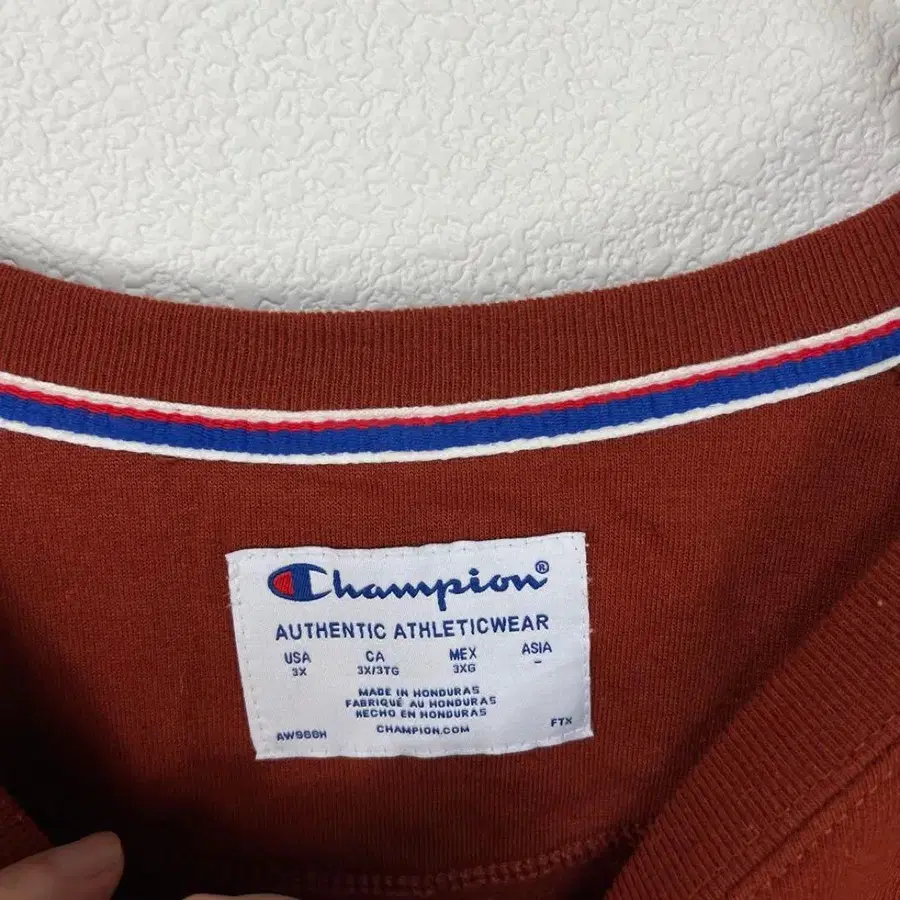 Champion®
AUTHENTIC ATHLETICWEAR
USA CA MEX ASIA
3X 3X/3TG 3XG –
MADE IN HONDURAS
FABRIQUÉ AU HONDURAS
HECHO EN HONDURAS
AW986H CHAMPION.COM FTX